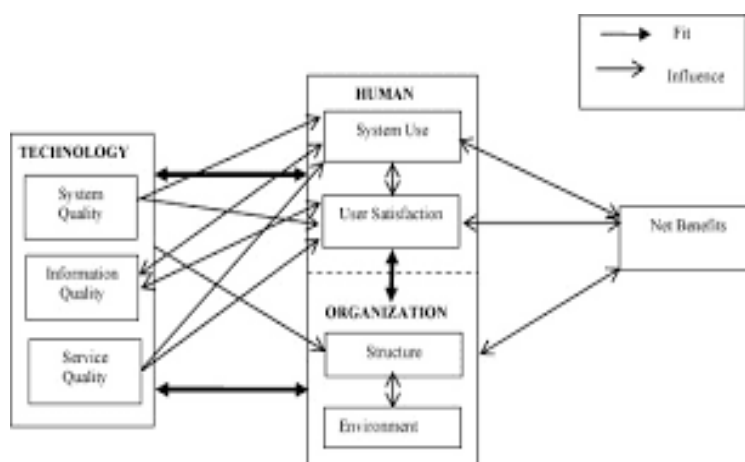 Fit
Influence
HUMAN
System Use
User Satisfaction
TECHNOLOGY
System
Quality
Information
Quality
Service
Quality
ORGANIZATION
Structure
Environment
Net Benefits